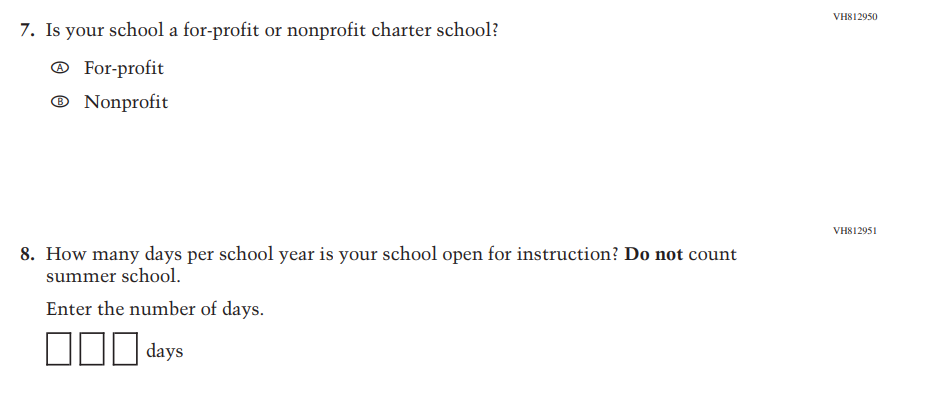 VH812950
7. Is your school a for-profit or nonprofit charter school?
A For-profit
B Nonprofit
VH812951
8. How many days per school year is your school open for instruction? Do not count
summer school.
Enter the number of days.
days